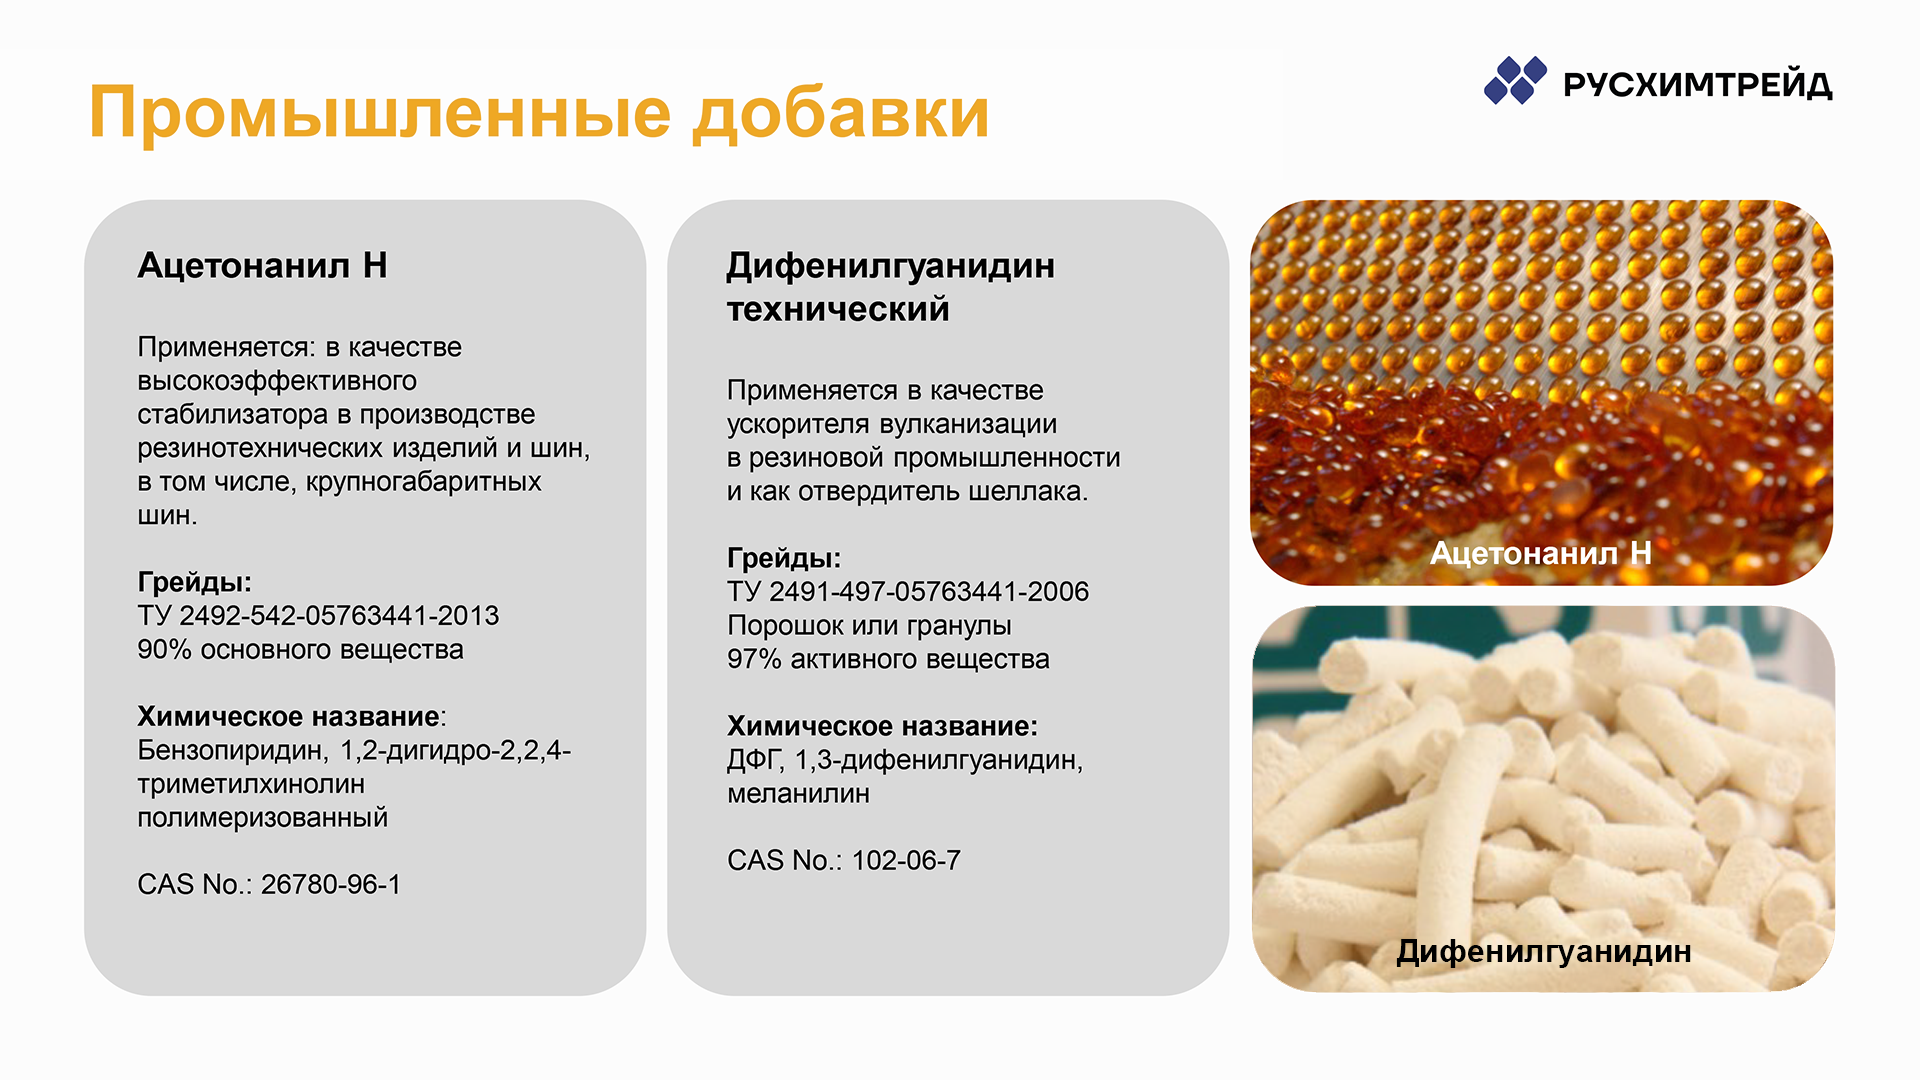 Промышленные добавки
РУСХИМТРЕЙД
Ацетонанил Н
Применяется: в качестве
высокоэффективного
стабилизатора в производстве
резинотехнических изделий и шин,
в том числе, крупногабаритных
шин.
Грейды:
ТУ 2492-542-05763441-2013
90% основного вещества
Химическое название:
Бензопиридин, 1,2-дигидро-2,2,4-
триметилхинолин
полимеризованный
CAS No.: 26780-96-1
Дифенилгуанидин
технический
Применяется в качестве
ускорителя вулканизации
в резиновой промышленности
и как отвердитель шеллака.
Грейды:
ТУ 2491-497-05763441-2006
Порошок или гранулы
97% активного вещества
Химическое название:
ДФГ, 1,3-дифенилгуанидин,
меланилин
CAS No.: 102-06-7
Ацетонанил Н
Дифенилгуанидин